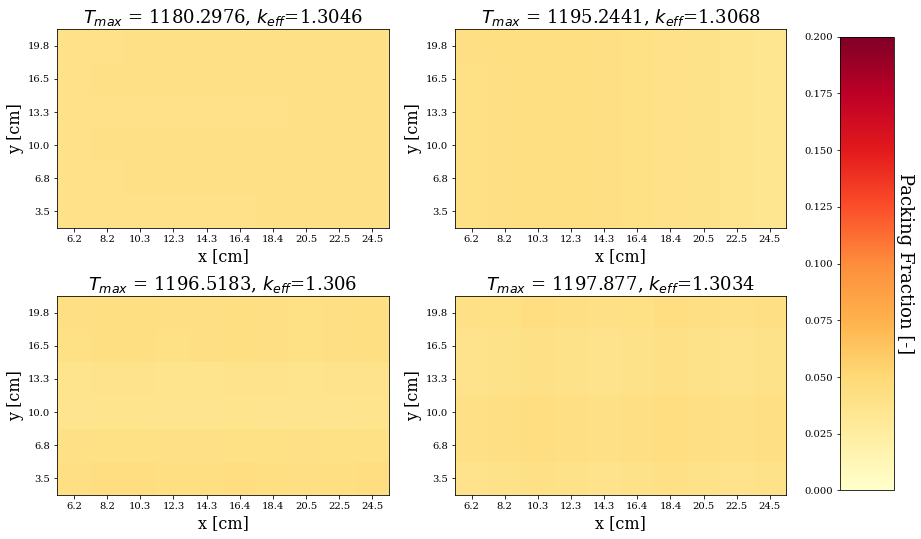 T_max = 1180.2976, k_eff=1.3046
T_max = 1195.2441, k_eff=1.3068
19.8
16.5
13.3
10.0
6.8
3.5
y [cm]
6.2 8.2 10.3 12.3 14.3 16.4 18.4 20.5 22.5 24.5
x [cm]
19.8
16.5
13.3
10.0
6.8
3.5
y [cm]
6.2 8.2 10.3 12.3 14.3 16.4 18.4 20.5 22.5 24.5
x [cm]
T_max = 1196.5183, k_eff=1.306
T_max = 1197.877, k_eff=1.3034
19.8
16.5
13.3
10.0
6.8
3.5
y [cm]
6.2 8.2 10.3 12.3 14.3 16.4 18.4 20.5 22.5 24.5
x [cm]
19.8
16.5
13.3
10.0
6.8
3.5
y [cm]
6.2 8.2 10.3 12.3 14.3 16.4 18.4 20.5 22.5 24.5
x [cm]
0.200
0.175
0.150
0.125
0.100
0.075
0.050
0.025
0.000
Packing Fraction [-]